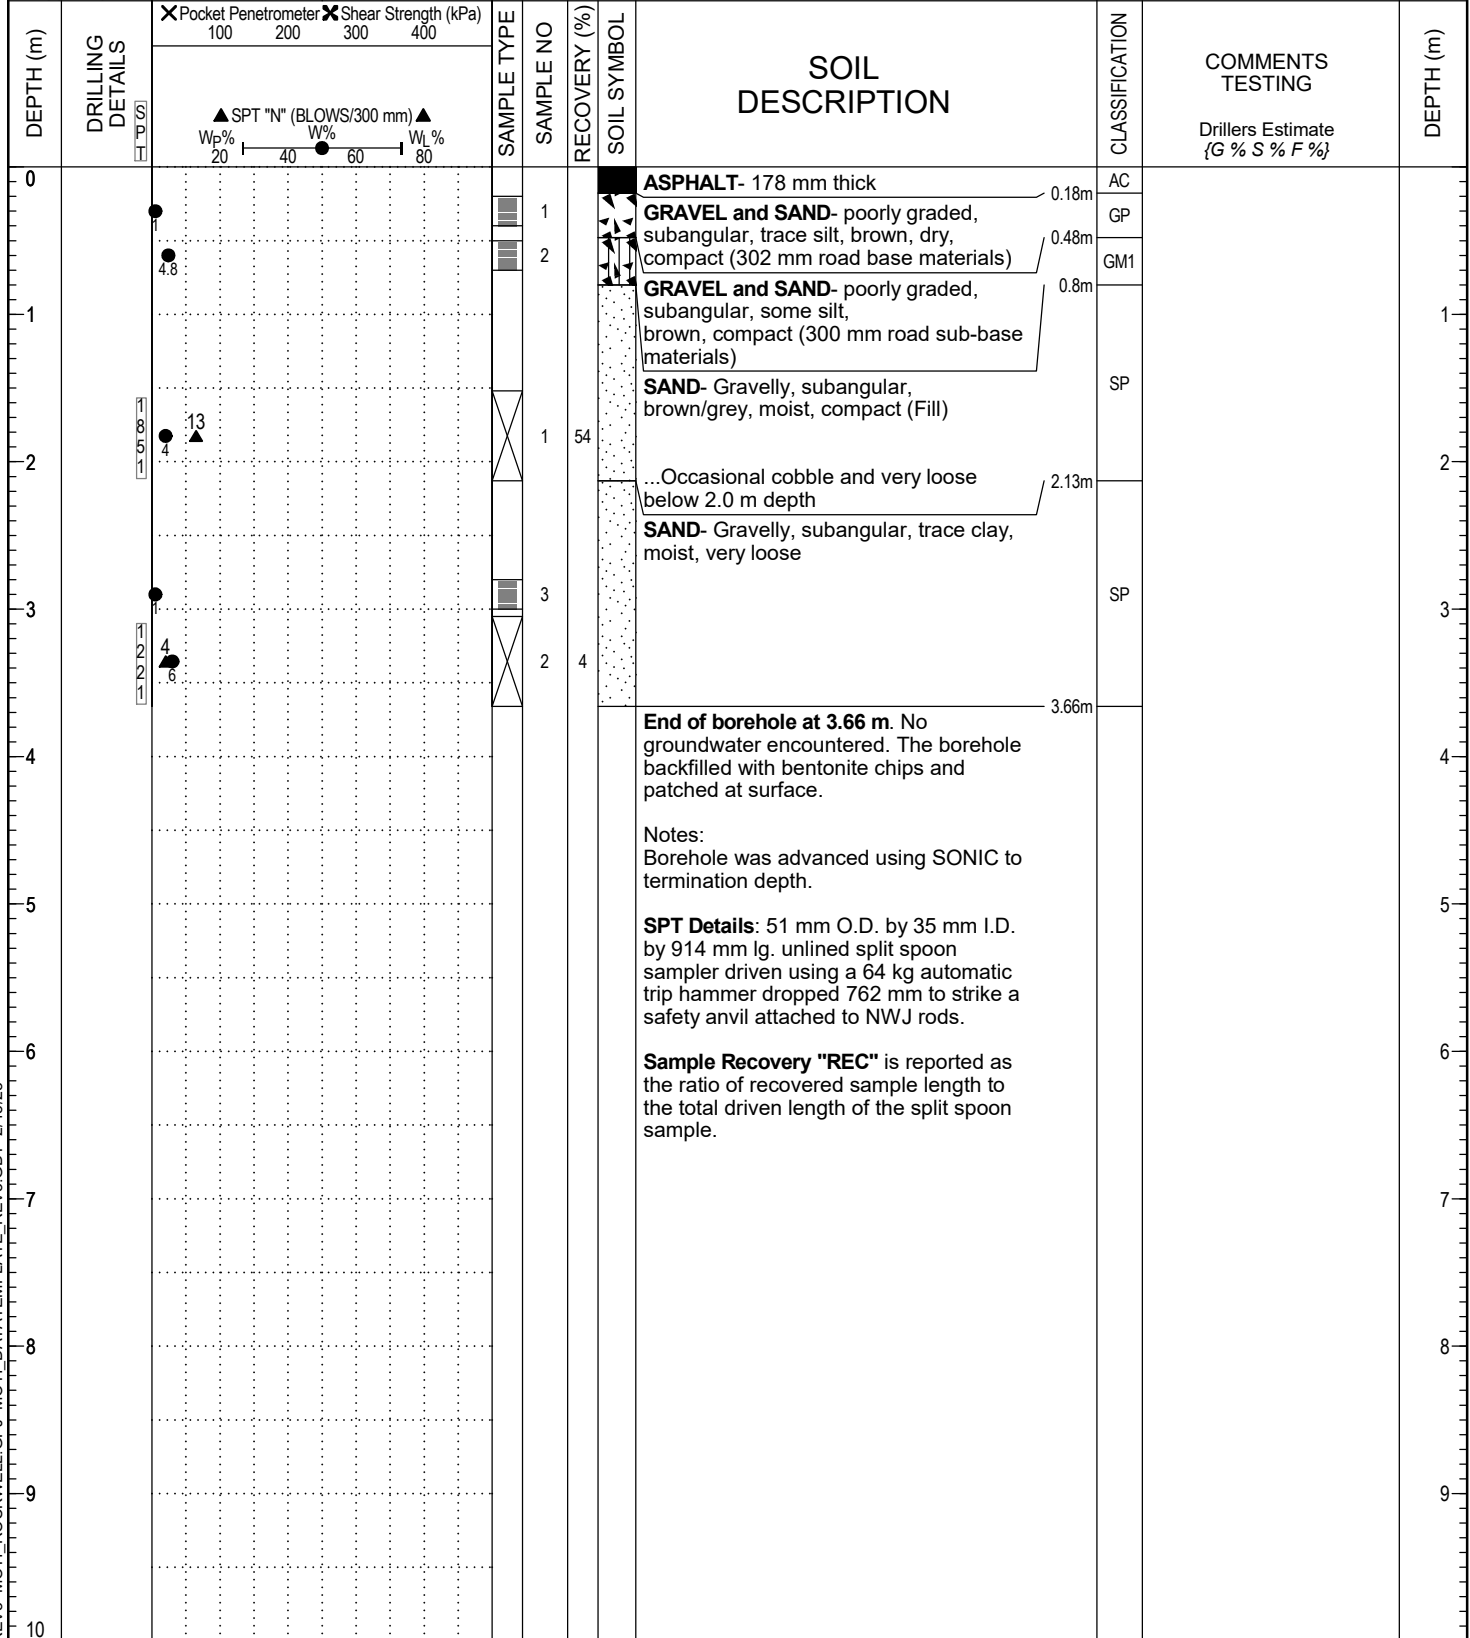 DEPTH (m)
DRILLING
DETAILS
S
P
T
Pocket Penetrometer Shear Strength (kPa)
100 200 300 400
SPT "N" (BLOWS/300 mm)
WP% W% WL%
20 40 60 80
SAMPLE TYPE
SAMPLE NO
RECOVERY (%)
SOIL SYMBOL
SOIL
DESCRIPTION
CLASSIFICATION
COMMENTS
TESTING
Drillers Estimate
{G % S % F %}
DEPTH (m)
0
ASPHALT- 178 mm thick
0.18m
AC
1
1
GRAVEL and SAND- poorly graded,
subangular, trace silt, brown, dry,
compact (302 mm road base materials)
0.48m
GP
4.8
2
GM1
GRAVEL and SAND- poorly graded,
subangular, some silt,
brown, compact (300 mm road sub-base
materials)
0.8m
1
1
SAND- Gravelly, subangular,
brown/grey, moist, compact (Fill)
SP
1
8
5
1
13
4
1
54
2
2
...Occasional cobble and very loose
below 2.0 m depth
2.13m
SAND- Gravelly, subangular, trace clay,
moist, very loose
1
3
SP
3
3
1
2
2
1
4
6
2
4
3.66m
End of borehole at 3.66 m. No
groundwater encountered. The borehole
backfilled with bentonite chips and
patched at surface.
4
4
Notes:
Borehole was advanced using SONIC to
termination depth.
5
5
SPT Details: 51 mm O.D. by 35 mm I.D.
by 914 mm lg. unlined split spoon
sampler driven using a 64 kg automatic
trip hammer dropped 762 mm to strike a
safety anvil attached to NWJ rods.
6
6
Sample Recovery "REC" is reported as
the ratio of recovered sample length to
the total driven length of the split spoon
sample.
7
7
8
8
9
9
10